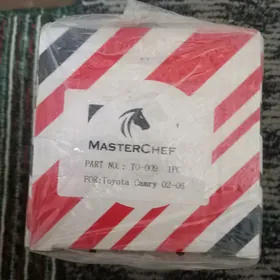 MASTERCHEF
PART NO.: TO-009 1PC
FOR:Toyota Camry 02-06